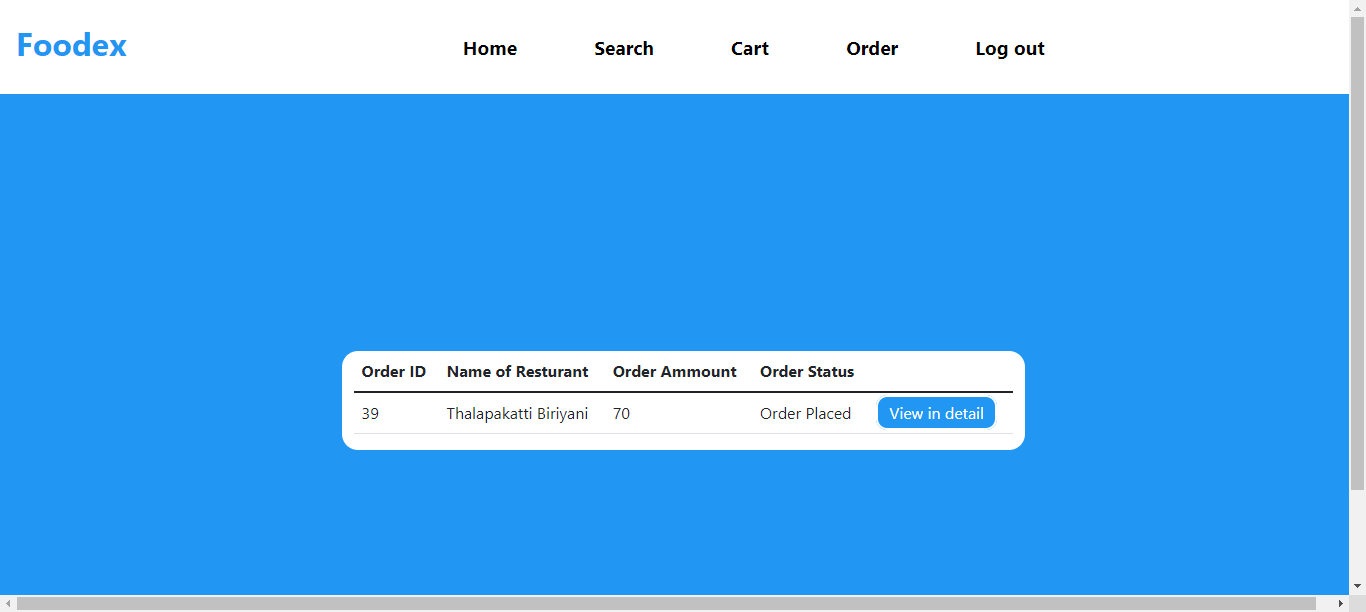 Foodex
Home Search Cart Order Log out
Order ID Name of Resturant Order Ammount Order Status
39 Thalapakatti Biriyani 70 Order Placed View in detail